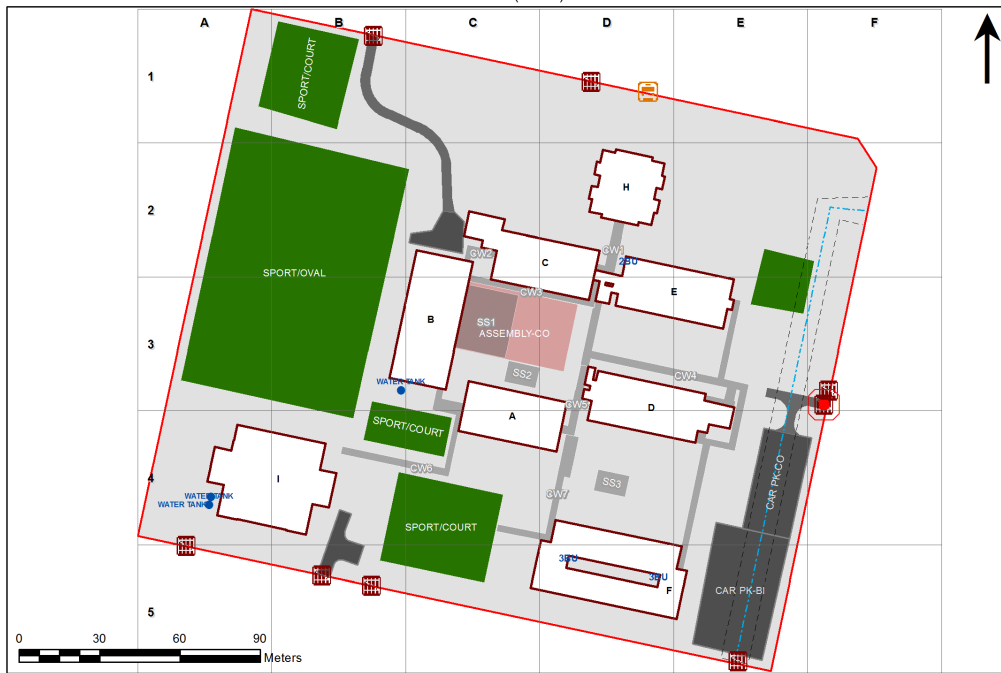 A B C D E F
1
SPORT/COURT
H
2
CW1
2BU
CW2
C
SPORT/OVAL
E
CW3
B
SS1
ASSEMBLY-CO
3
SS2
CW4
WATER TANK
D
CW5
A
SPORT/COURT
CW6
I
4
SS3
CAR PK-CO
WATER TANK
WATER TANK
CW7
SPORT/COURT
3BU
3BU
F
CAR PK-BI
5
0 30 60 90
Meters